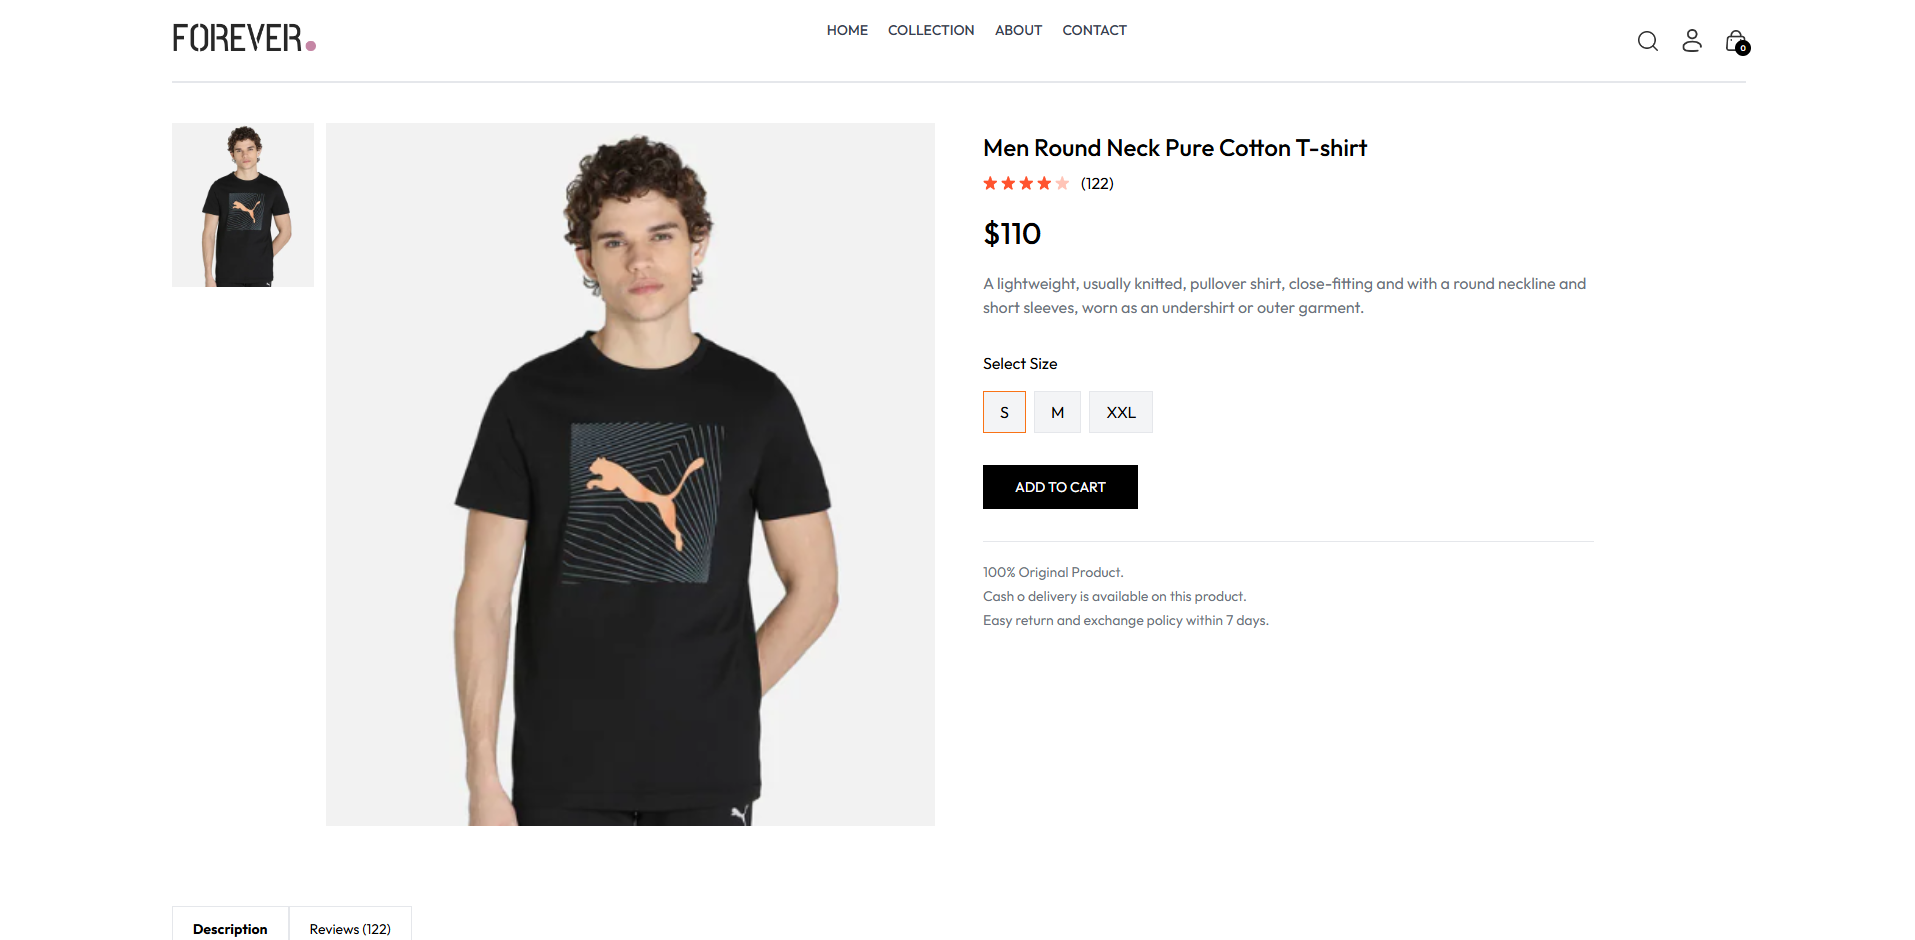 FOREVER.
HOME COLLECTION ABOUT CONTACT
0
Men Round Neck Pure Cotton T-shirt
(122)
$110
A lightweight, usually knitted, pullover shirt, close-fitting and with a round neckline and
short sleeves, worn as an undershirt or outer garment.
Select Size
S M XXL
ADD TO CART
100% Original Product.
Cash o delivery is available on this product.
Easy return and exchange policy within 7 days.
Description Reviews (122)